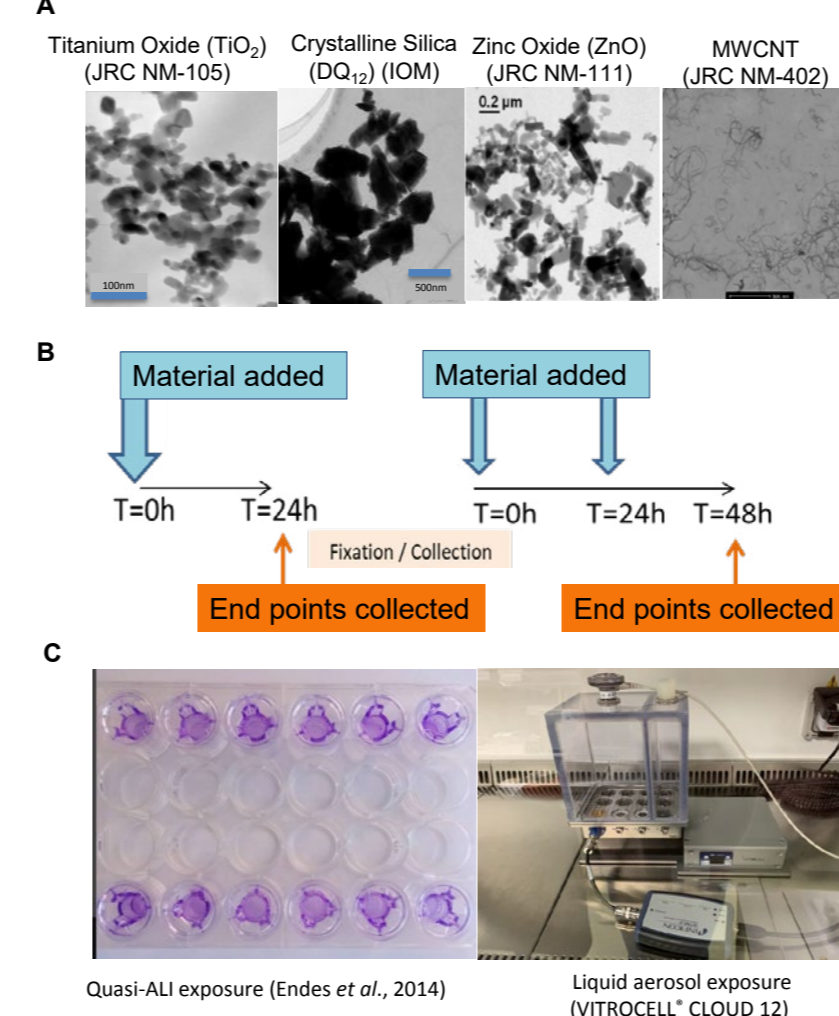 A
Titanium Oxide (TiO₂)
(JRC NM-105)
Crystalline Silica
(DQ₁₂) (IOM)
Zinc Oxide (ZnO)
(JRC NM-111)
MWCNT
(JRC NM-402)
100nm
500nm
0.2 µm
B
Material added
Material added
T=0h
T=24h
T=0h
T=24h
T=48h
Fixation / Collection
End points collected
End points collected
C
INFICON
Quasi-ALI exposure (Endes et al., 2014)
Liquid aerosol exposure
(VITROCELL® CLOUD 12)